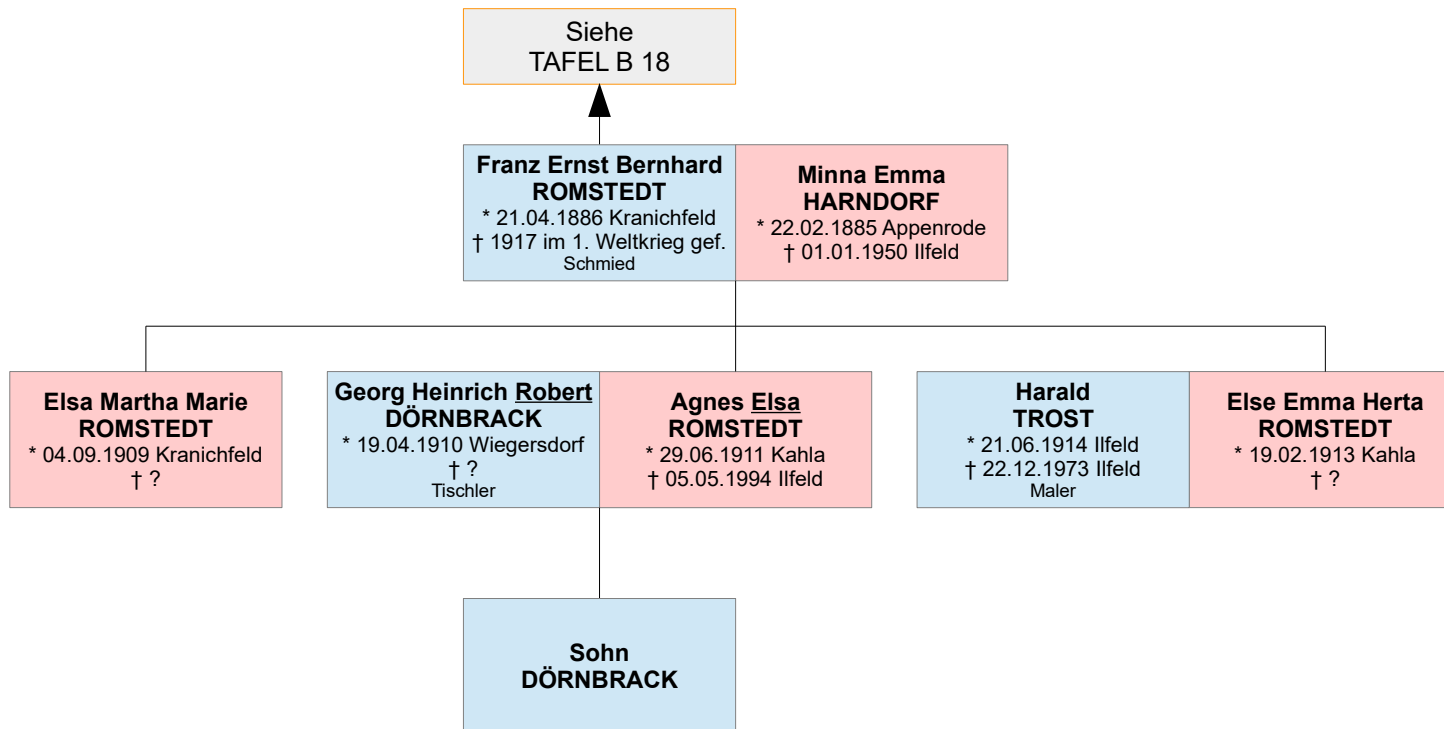 Siehe
TAFEL B 18
Franz Ernst Bernhard
ROMSTEDT
* 21.04.1886 Kranichfeld
† 1917 im 1. Weltkrieg gef.
Schmied
Minna Emma
HARNDORF
* 22.02.1885 Appenrode
† 01.01.1950 Ilfeld
Elsa Martha Marie
ROMSTEDT
* 04.09.1909 Kranichfeld
† ?
Georg Heinrich Robert
DÖRNBRACK
* 19.04.1910 Wiegersdorf
† ?
Tischler
Agnes Elsa
ROMSTEDT
* 29.06.1911 Kahla
† 05.05.1994 Ilfeld
Harald
TROST
* 21.06.1914 Ilfeld
† 22.12.1973 Ilfeld
Maler
Else Emma Herta
ROMSTEDT
* 19.02.1913 Kahla
† ?
Sohn
DÖRNBRACK